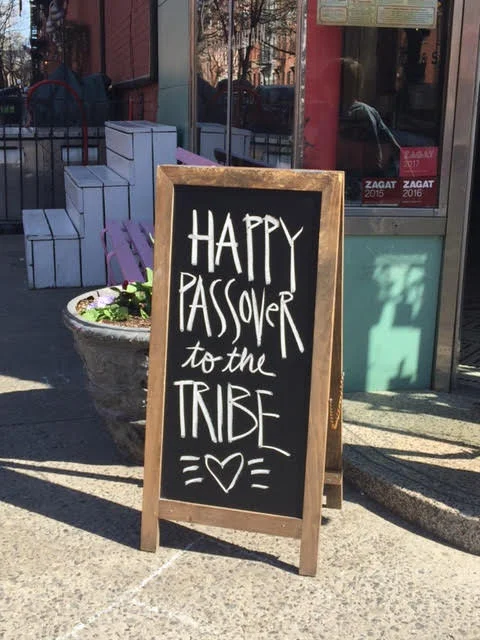 HAPPY
PASSOVeR
to the
TRIBE
ZAGAT
2017
ZAGAT
2015
ZAGAT
2016